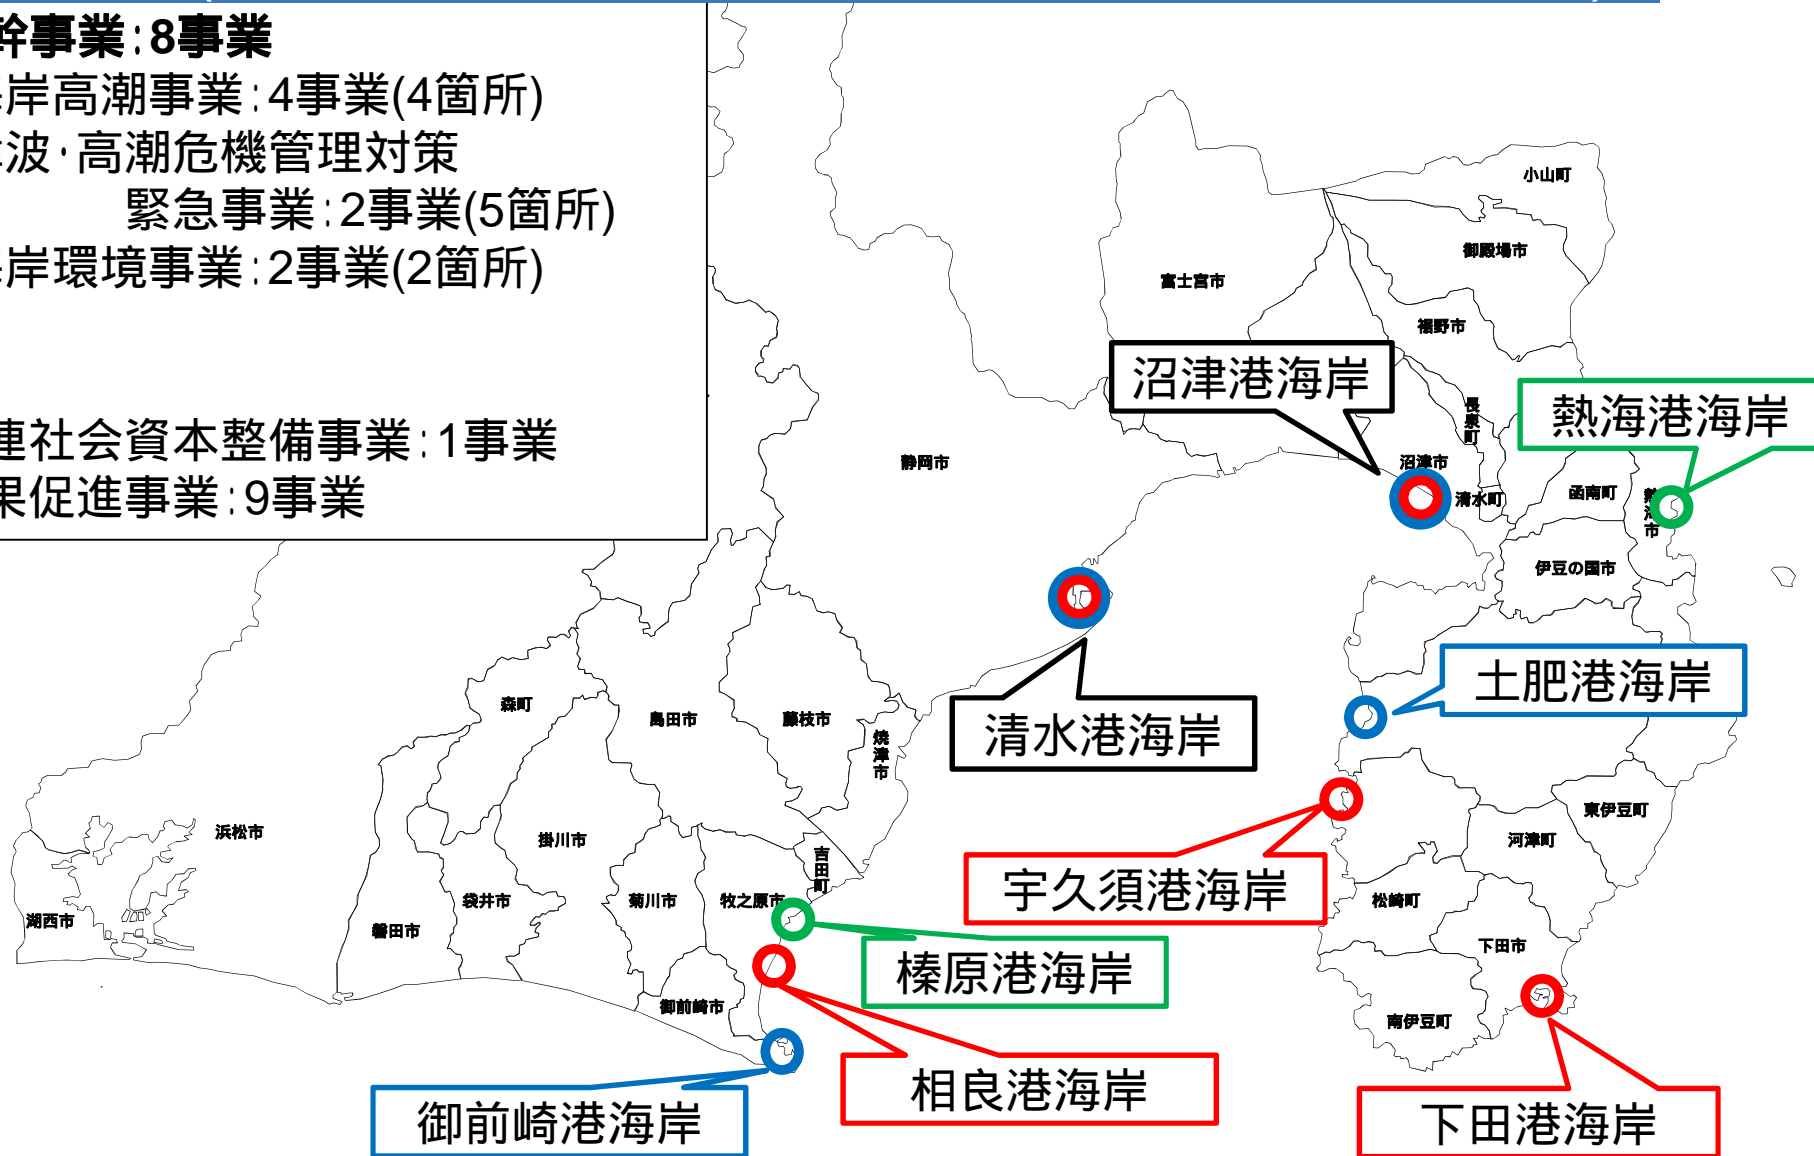 幹事業:8事業
岸高潮事業:4事業(4箇所)
波・高潮危機管理対策
緊急事業:2事業(5箇所)
岸環境事業:2事業(2箇所)
連社会資本整備事業:1事業
果促進事業:9事業
小山町
御殿場市
富士宮市
裾野市
沼津港海岸
長泉町
熱海港海岸
静岡市
沼津市
清水町
函南町
熱海市
伊豆の国市
土肥港海岸
森町
島田市
藤枝市
焼津市
清水港海岸
浜松市
掛川市
東伊豆町
河津町
吉田町
宇久須港海岸
湖西市
磐田市
袋井市
菊川市
牧之原市
松崎町
下田市
榛原港海岸
御前崎市
南伊豆町
相良港海岸
御前崎港海岸
下田港海岸